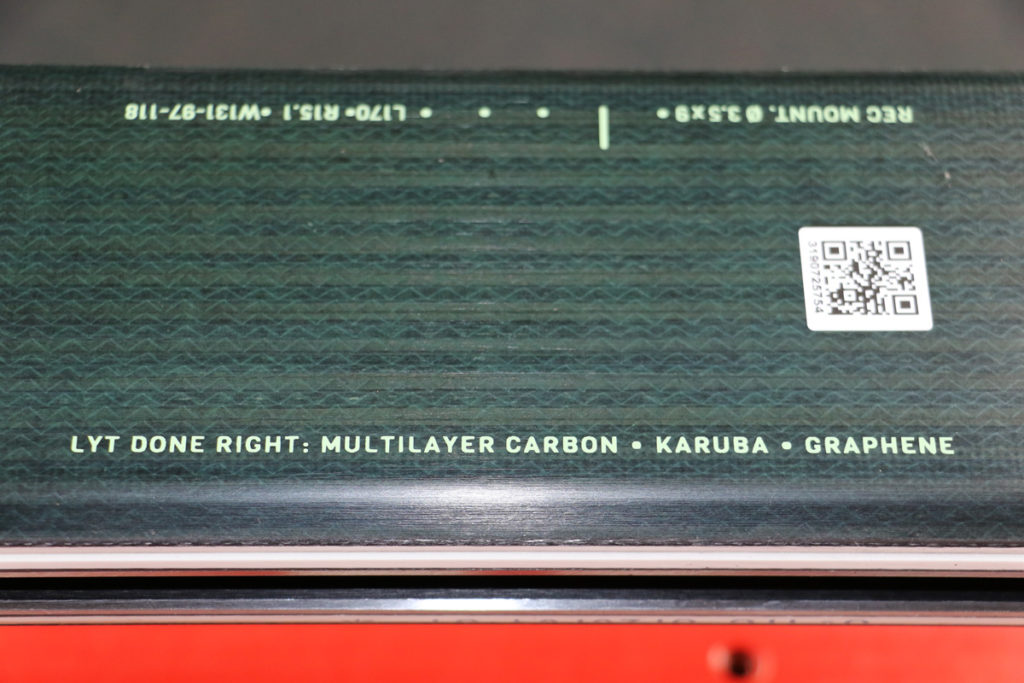 REC MOUNT. Ø 3.5x9 • | • • • L170•R15.1•W131-97-118
3190725754
LYT DONE RIGHT: MULTILAYER CARBON • KARUBA • GRAPHENE